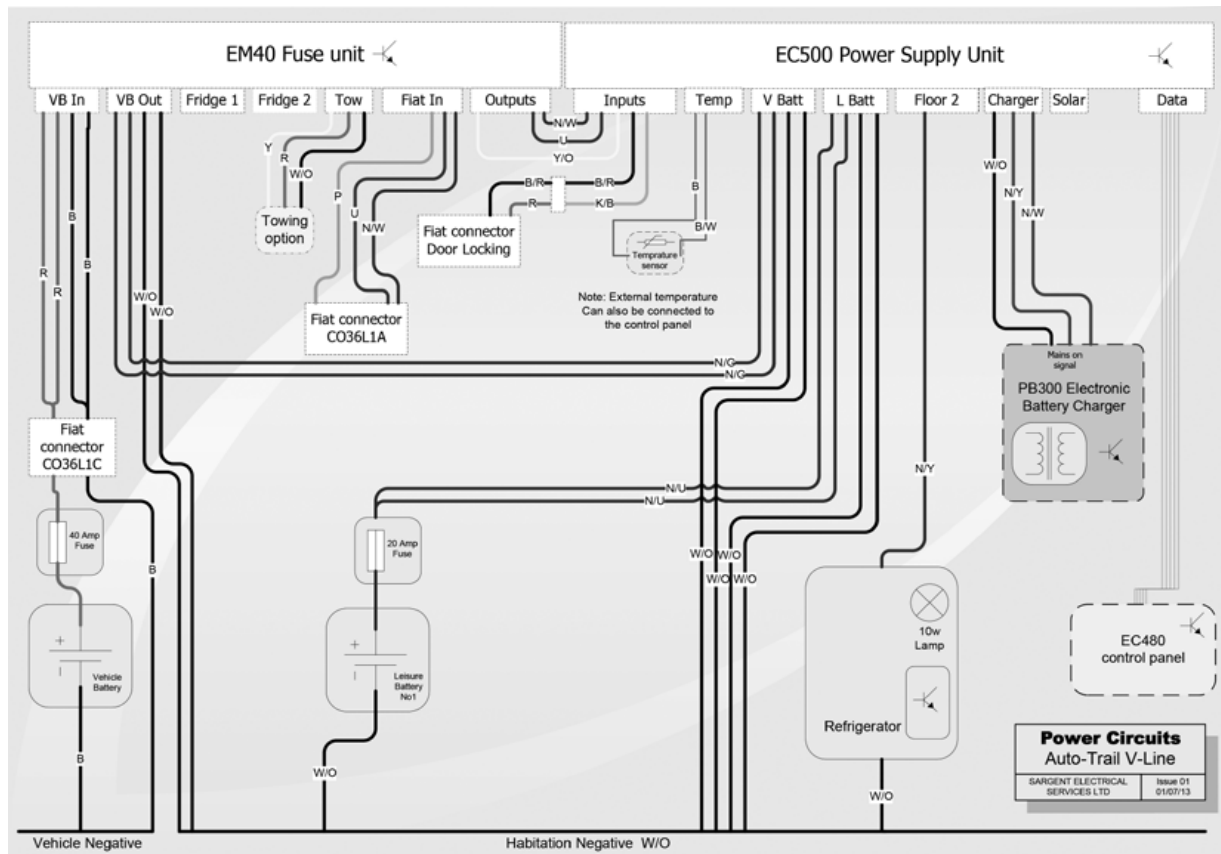 EM40 Fuse unit
EC500 Power Supply Unit
VB In
VB Out
Fridge 1
Fridge 2
Tow
Fiat In
Outputs
Inputs
Temp
V Batt
L Batt
Floor 2
Charger
Solar
Data
N/W
U
Y/O
Y
R
W/O
P
U
N/W
B/R
B/R
R
K/B
B
B/W
W/O
N/Y
N/W
B
B
R
R
Towing
option
Fiat connector
Door Locking
Temprature
sensor
W/O
W/O
Fiat connector
CO36L1A
Note: External temperature
Can also be connected to
the control panel
N/G
N/G
Mains on
signal
PB300 Electronic
Battery Charger
Fiat
connector
CO36L1C
N/Y
N/U
N/U
40 Amp
Fuse
20 Amp
Fuse
B
W/O
W/O
W/O
W/O
10w
Lamp
EC480
control panel
+
Vehicle
Battery
+
Leisure
Battery
No1
Refrigerator
B
W/O
W/O
Power Circuits
Auto-Trail V-Line
SARGENT ELECTRICAL
SERVICES LTD
Issue 01
01/07/13
Vehicle Negative
Habitation Negative W/O